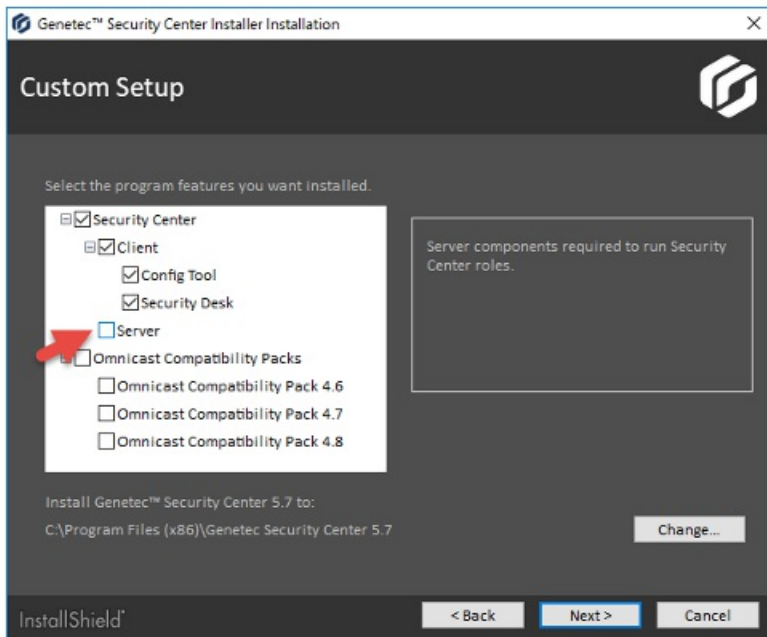 Genetec™ Security Center Installer Installation
Custom Setup
Select the program features you want installed.
Security Center
Client
Config Tool
Security Desk
Server
Omnicast Compatibility Packs
Omnicast Compatibility Pack 4.6
Omnicast Compatibility Pack 4.7
Omnicast Compatibility Pack 4.8
Server components required to run Security
Center roles.
Install Genetec™ Security Center 5.7 to:
C:\Program Files (x86)\Genetec Security Center 5.7
Change...
InstallShield
< Back
Next >
Cancel